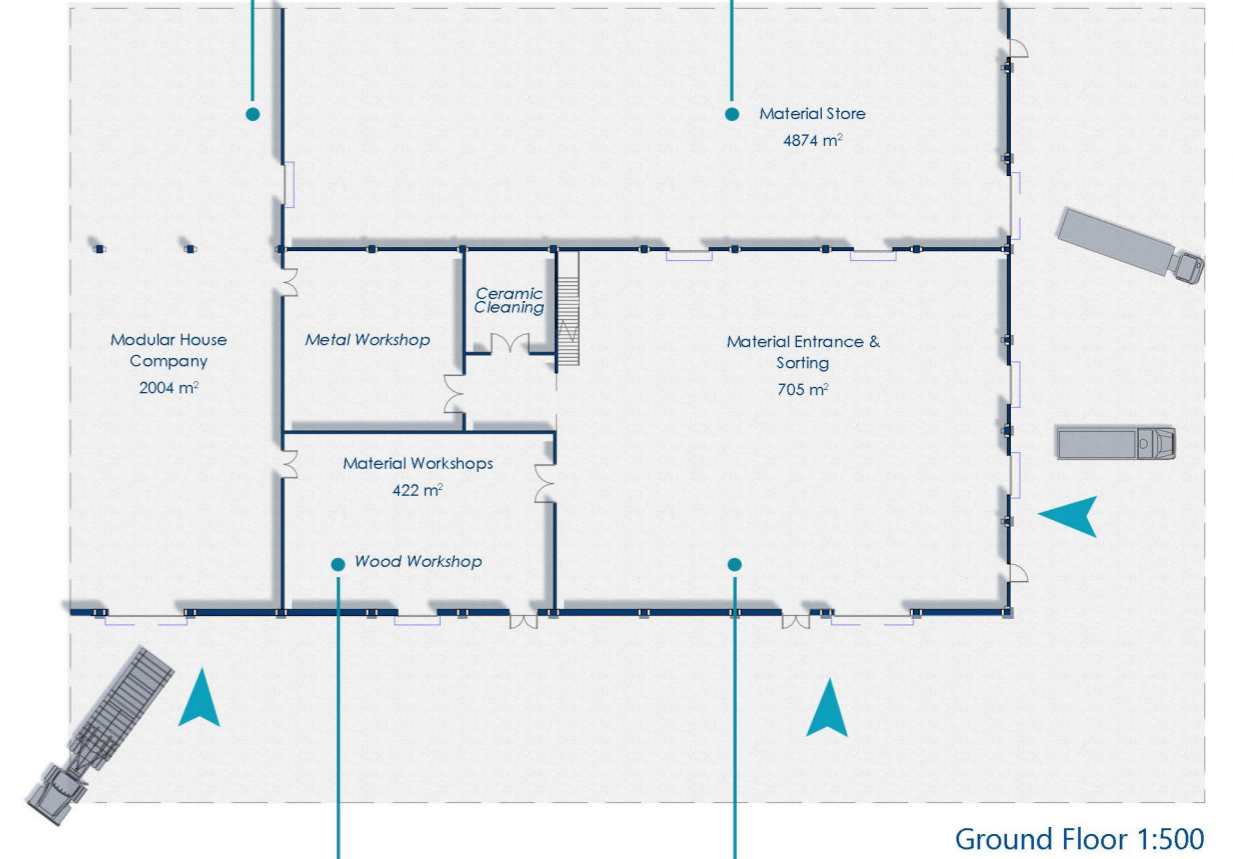 Material Store
4874 m²
Ceramic
Cleaning
Metal Workshop
Modular House
Company
2004 m²
Material Entrance &
Sorting
705 m²
Material Workshops
422 m²
Wood Workshop
Ground Floor 1:500